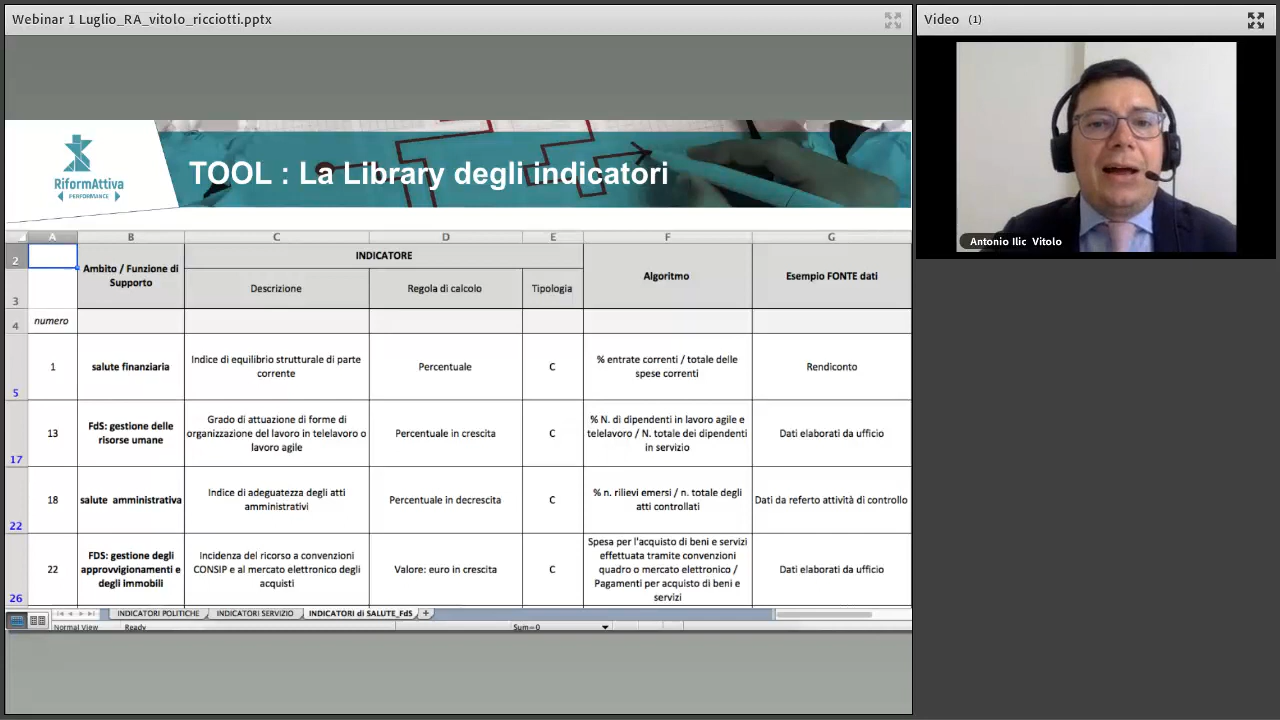 Webinar 1 Luglio_RA_vitolo_ricciotti.pptx
Video (1)
Antonio Ilic Vitolo
RiformAttiva
PERFORMANCE
TOOL : La Library degli indicatori
A B C D E F G
2
3
4
Ambito / Funzione di
Supporto
INDICATORE
Descrizione
Regola di calcolo
Tipologia
Algoritmo
Esempio FONTE dati
numero
5
1
salute finanziaria
Indice di equilibrio strutturale di parte
corrente
Percentuale
C
% entrate correnti / totale delle
spese correnti
Rendiconto
17
13
FdS: gestione delle
risorse umane
Grado di attuazione di forme di
organizzazione del lavoro in telelavoro o
lavoro agile
Percentuale in crescita
C
% N. di dipendenti in lavoro agile e
telelavoro / N. totale dei dipendenti
in servizio
Dati elaborati da ufficio
22
18
salute amministrativa
Indice di adeguatezza degli atti
amministrativi
Percentuale in decrescita
C
% n. rilievi emersi / n. totale degli
atti controllati
Dati da referto attività di controllo
26
22
FDS: gestione degli
approvvigionamenti e
degli immobili
Incidenza del ricorso a convenzioni
CONSIP e al mercato elettronico degli
acquisti
Valore: euro in crescita
C
Spesa per l'acquisto di beni e servizi
effettuata tramite convenzioni
quadro o mercato elettronico /
Pagamenti per acquisto di beni e
servizi
Dati elaborati da ufficio
INDICATORI POLITICHE
INDICATORI SERVIZIO
INDICATORI di SALUTE_FdS
+
Normal View
Ready
Sum=0